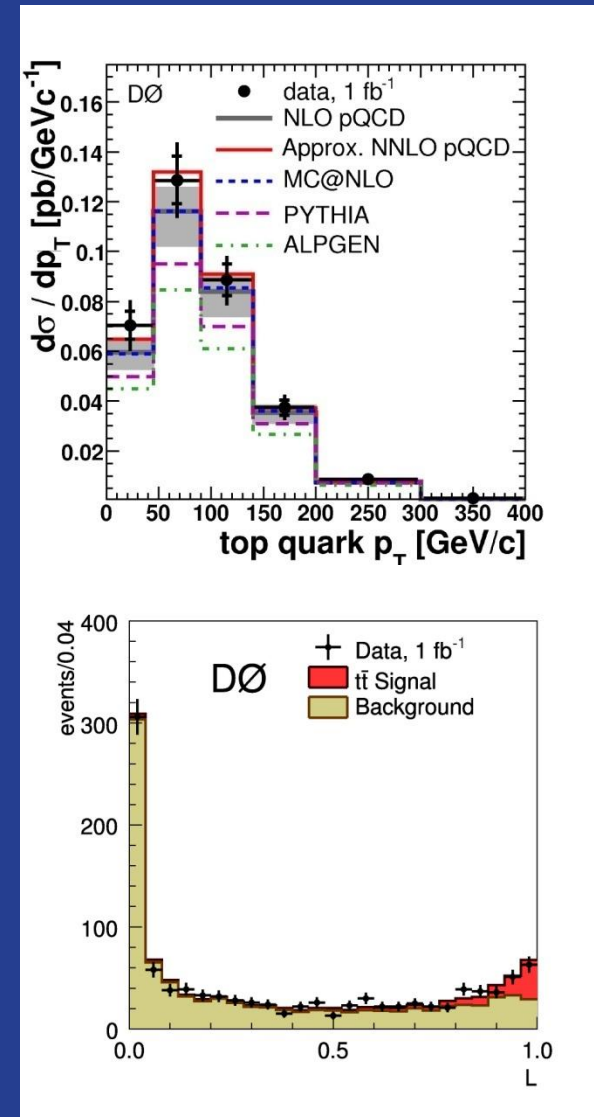 dσ / dp_T [pb/GeVc⁻¹]
0.16
0.14
0.12
0.1
0.08
0.06
0.04
0.02
DØ
data, 1 fb⁻¹
NLO pQCD
Approx. NNLO pQCD
MC@NLO
PYTHIA
ALPGEN
0 50 100 150 200 250 300 350 400
top quark p_T [GeV/c]
events/0.04
400
300
200
100
0
DØ
Data, 1 fb⁻¹
tt̄ Signal
Background
0.0 0.5 1.0
L